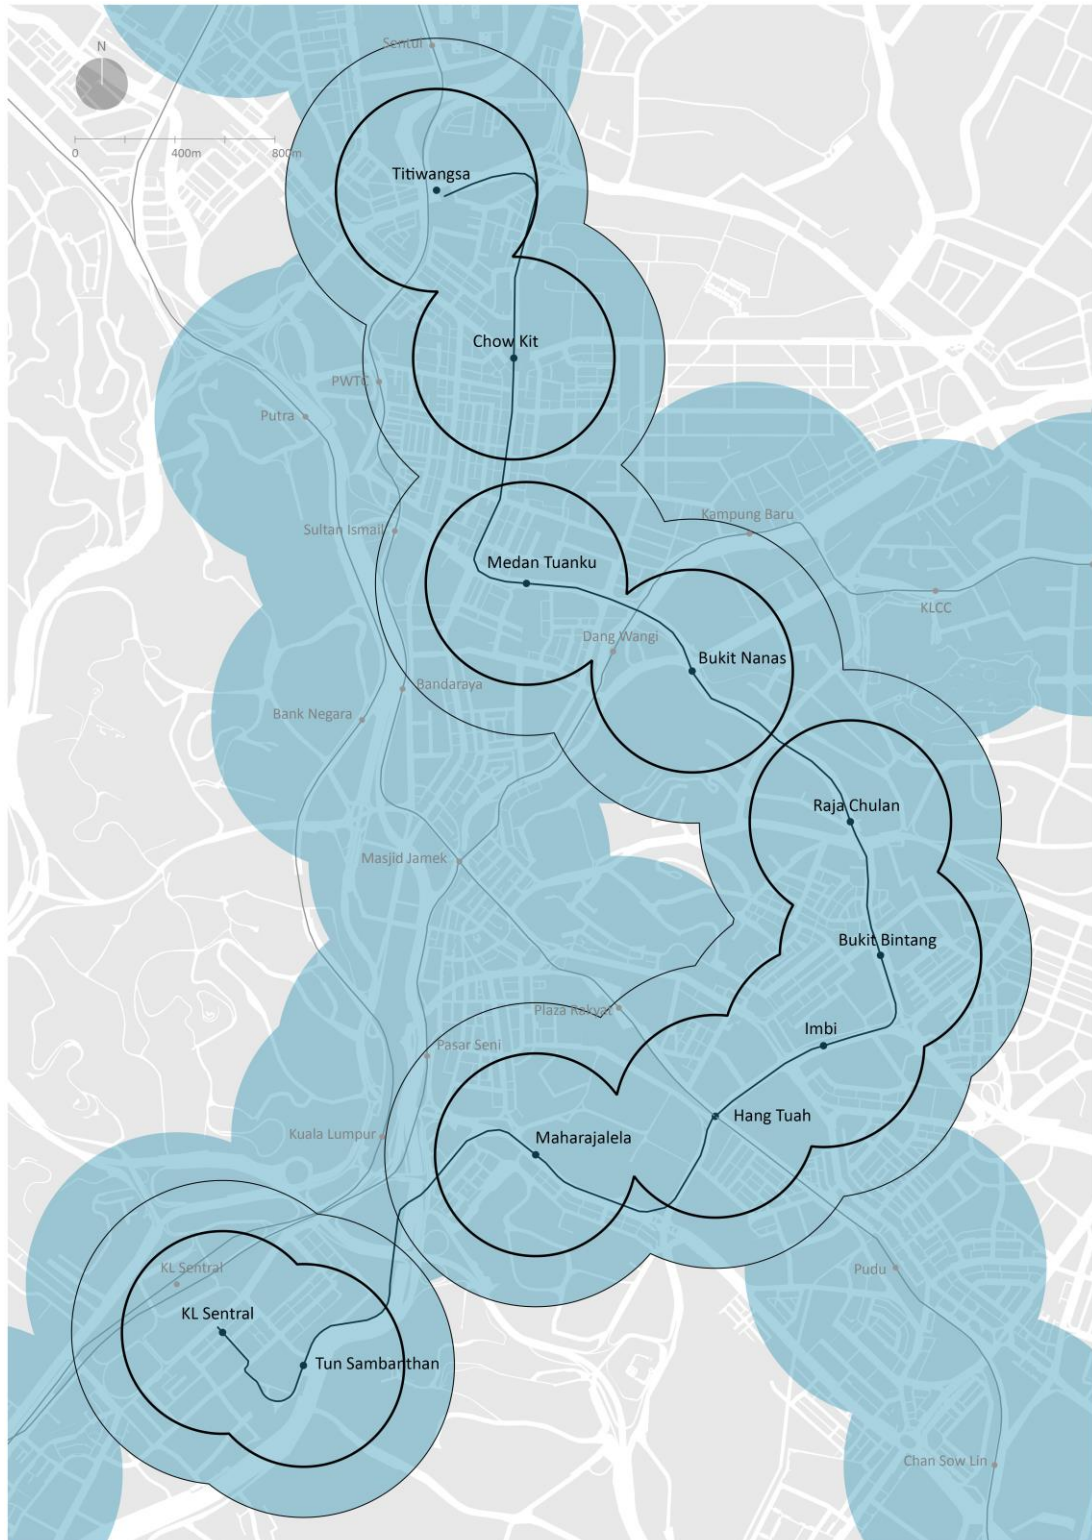 Sentul
N
0 400m 800m
Titiwangsa
Chow Kit
PWTC
Putra
Kampung Baru
Sultan Ismail
Medan Tuanku
KLCC
Dang Wangi
Bukit Nanas
Bandaraya
Bank Negara
Raja Chulan
Masjid Jamek
Bukit Bintang
Plaza Rakyat
Imbi
Pasar Seni
Hang Tuah
Kuala Lumpur
Maharajalela
KL Sentral
Pudu
KL Sentral
Tun Sambanthan
Chan Sow Lin